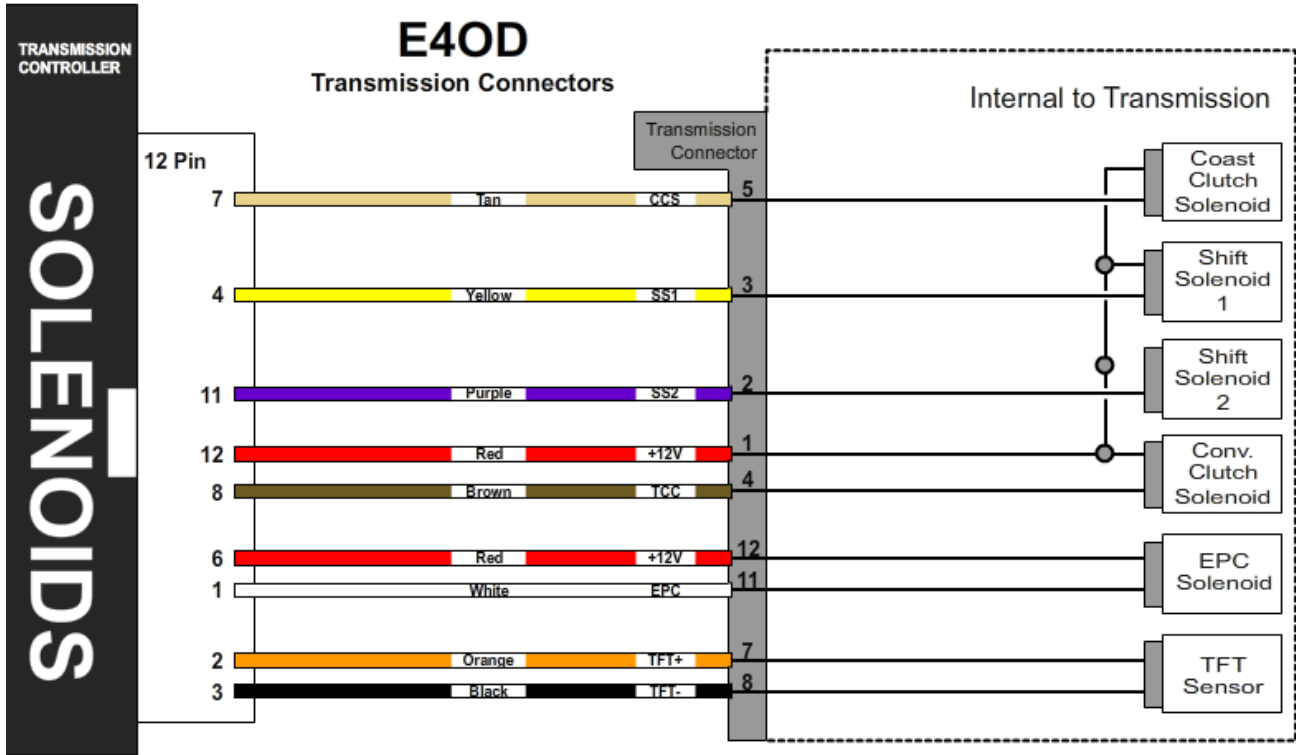 E4OD
Transmission Connectors
TRANSMISSION
CONTROLLER
SOLENOIDS
12 Pin
Transmission
Connector
Internal to Transmission
7 Tan CCS 5
Coast
Clutch
Solenoid
4 Yellow SS1 3
Shift
Solenoid
1
11 Purple SS2 2
Shift
Solenoid
2
12 Red +12V 1
8 Brown TCC 4
Conv.
Clutch
Solenoid
6 Red +12V 12
1 White EPC 11
EPC
Solenoid
2 Orange TFT+ 7
3 Black TFT- 8
TFT
Sensor